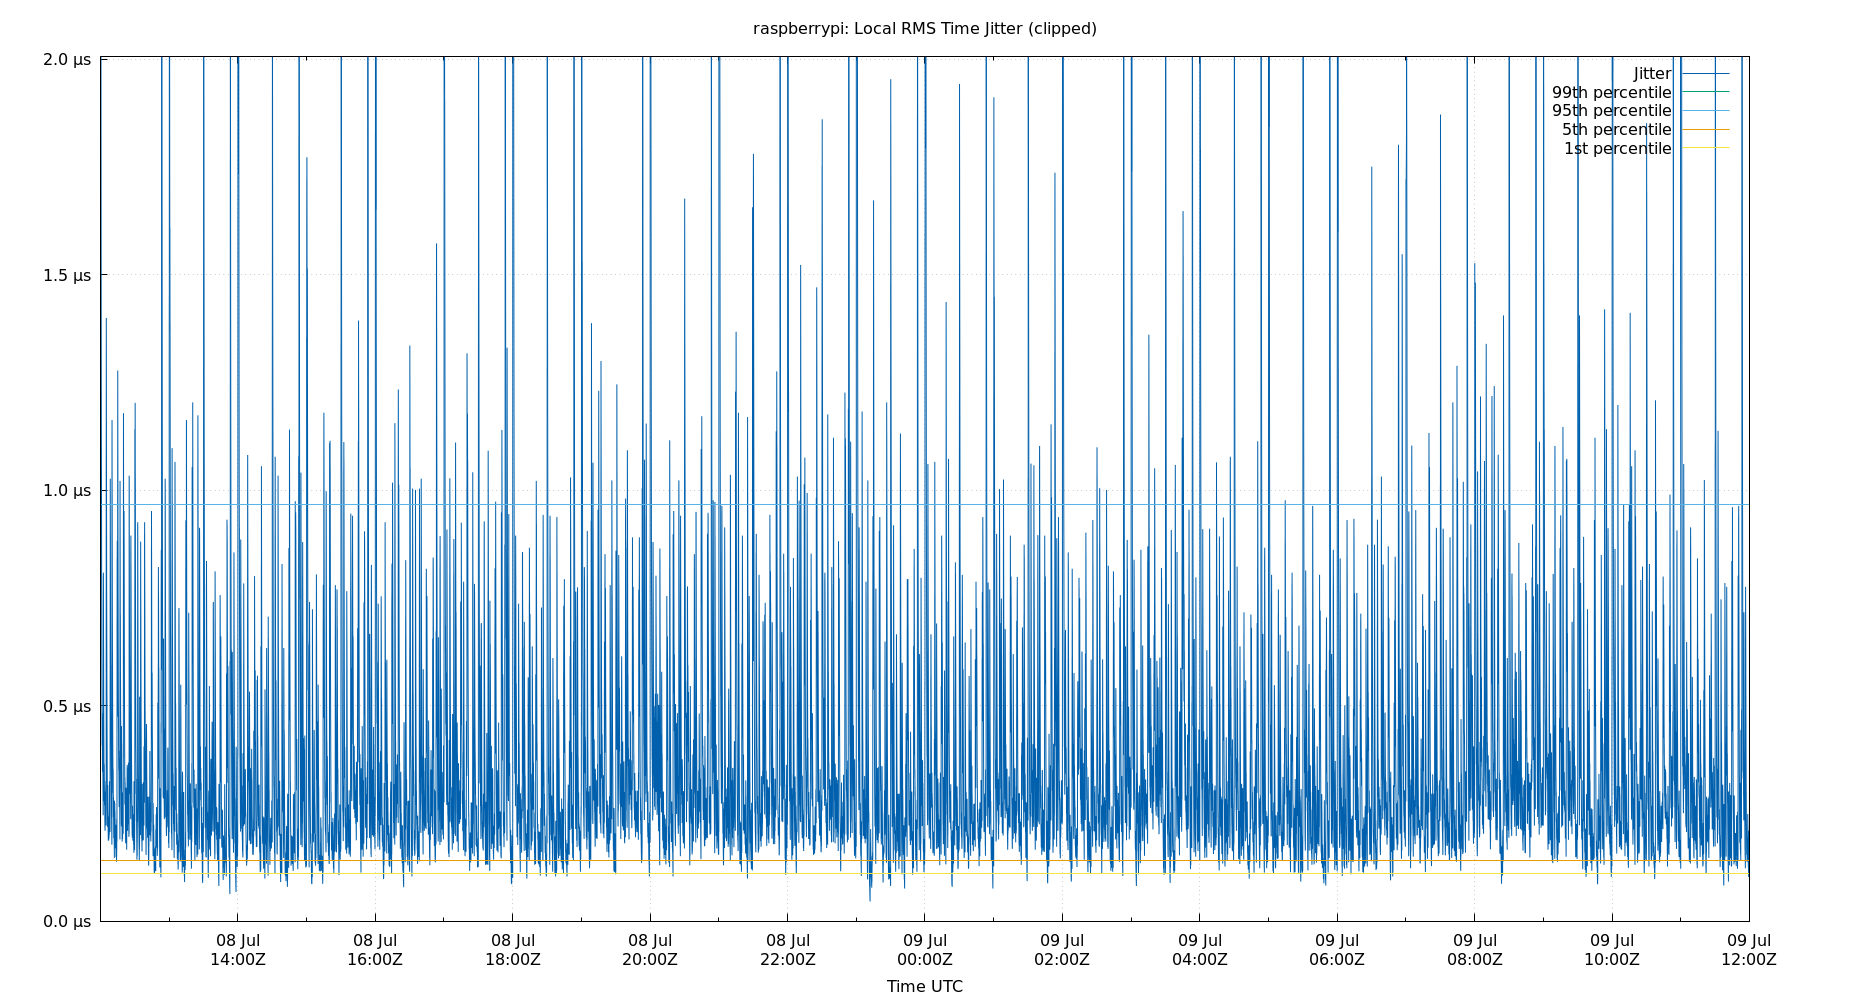 raspberrypi: Local RMS Time Jitter (clipped)
2.0 µs
1.5 µs
1.0 µs
0.5 µs
0.0 µs
Jitter
99th percentile
95th percentile
5th percentile
1st percentile
08 Jul 08 Jul 08 Jul 08 Jul 08 Jul 09 Jul 09 Jul 09 Jul 09 Jul 09 Jul 09 Jul 09 Jul
14:00Z 16:00Z 18:00Z 20:00Z 22:00Z 00:00Z 02:00Z 04:00Z 06:00Z 08:00Z 10:00Z 12:00Z
Time UTC